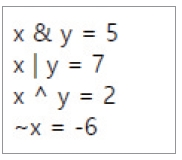 x & y = 5
x | y = 7
x ^ y = 2
~x = -6